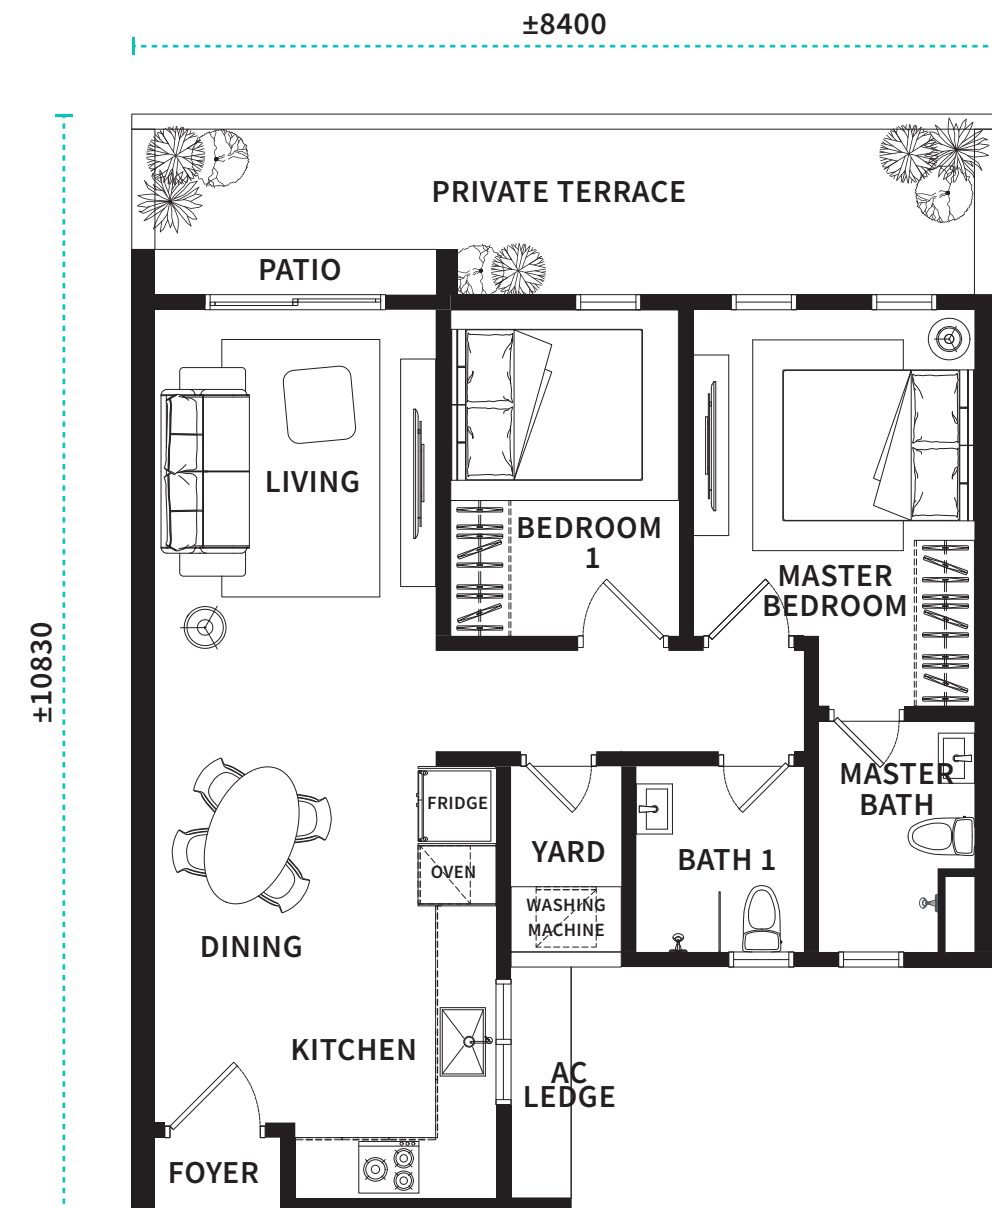 ±8400
PRIVATE TERRACE
PATIO
LIVING
BEDROOM
1
MASTER
BEDROOM
±10830
MASTER
BATH
FRIDGE
YARD
BATH 1
OVEN
WASHING
MACHINE
DINING
KITCHEN
AC
LEDGE
FOYER